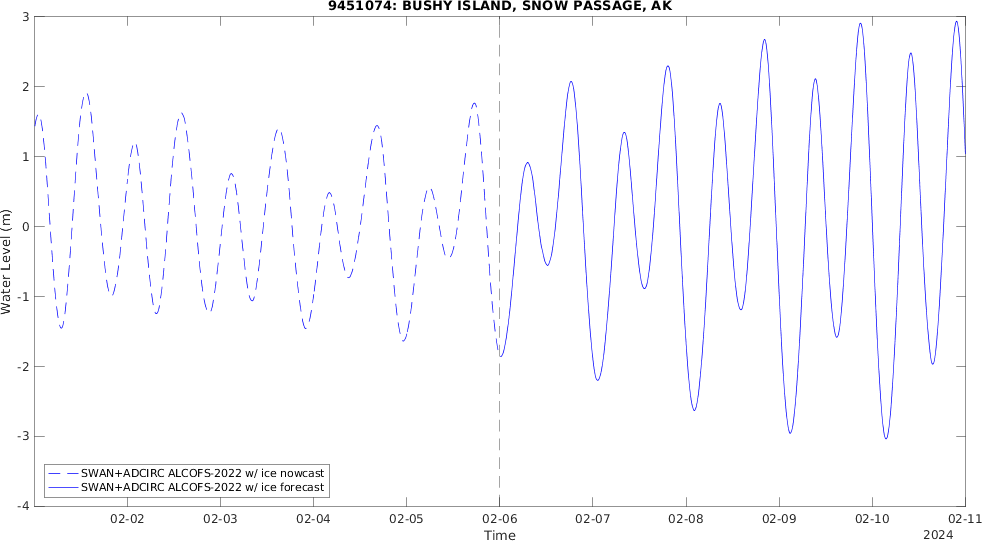 9451074: BUSHY ISLAND, SNOW PASSAGE, AK
Water Level (m)
3
2
1
0
-1
-2
-3
-4
SWAN+ADCIRC ALCOFS-2022 w/ ice nowcast
SWAN+ADCIRC ALCOFS-2022 w/ ice forecast
02-02 02-03 02-04 02-05 02-06 02-07 02-08 02-09 02-10 02-11
Time
2024